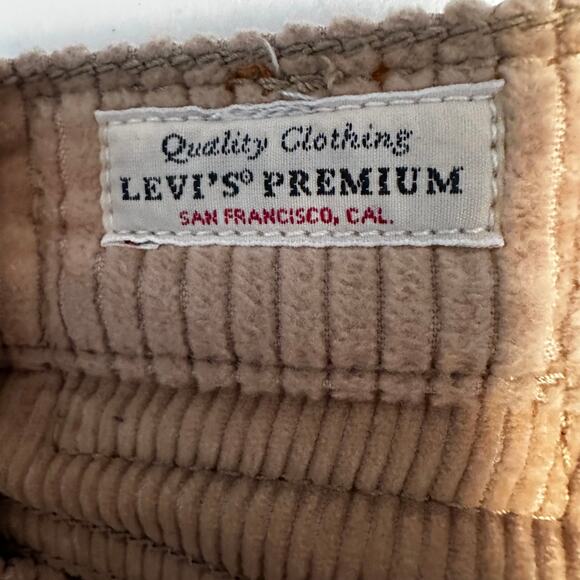 Quality Clothing
LEVI'S® PREMIUM
SAN FRANCISCO, CAL.